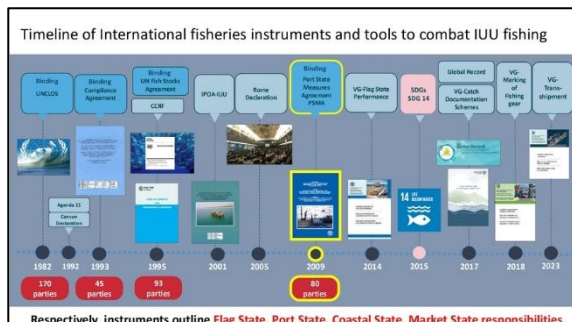 Timeline of International fisheries instruments and tools to combat IUU fishing
Binding
UNCLOS
Binding
Compliance
Agreement
Binding
UN Fish Stocks
Agreement
CCRF
IPOA-IUU
Rome
Declaration
Binding
Port State
Measures
Agreement
PSMA
VG-Flag State
Performance
SDGs
SDG 14
Global Record
VG-Catch
Documentation
Schemes
VG-
Marking
of
Fishing
gear
VG-
Trans-
shipment
Agenda 21
Cancun
Declaration
14
LIFE
BELOW WATER
Global Record
1982
1992
1993
1995
2001
2005
2009
2014
2015
2017
2018
2023
170
parties
45
parties
93
parties
80
parties
Respectively, instruments outline Flag State, Port State, Coastal State, Market State responsibilities